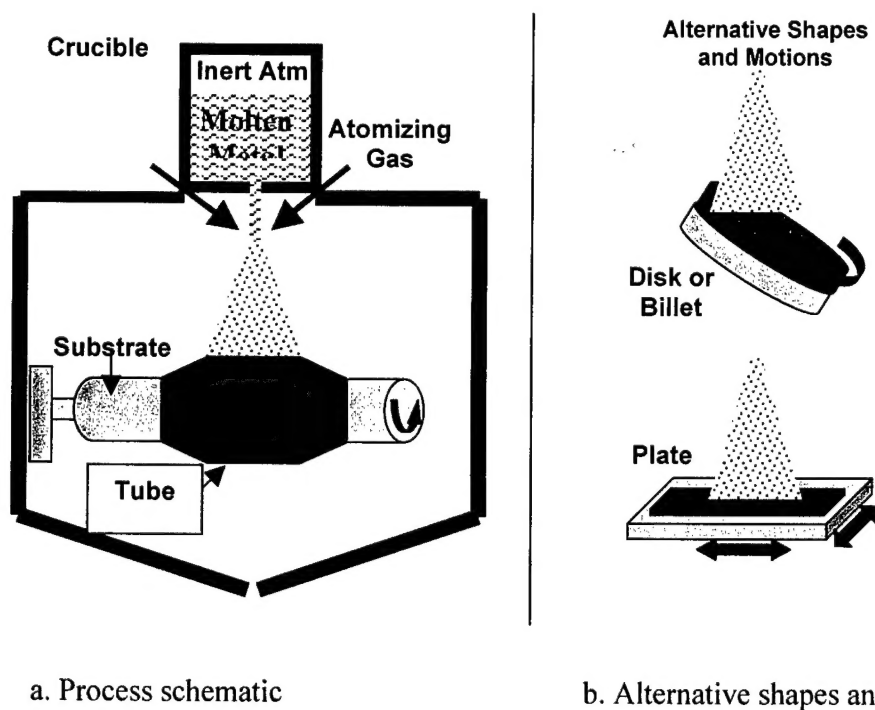 Crucible
Inert Atm
Molten
Metal
Atomizing
Gas
Substrate
Tube
Alternative Shapes
and Motions
Disk or
Billet
Plate
a. Process schematic
b. Alternative shapes an